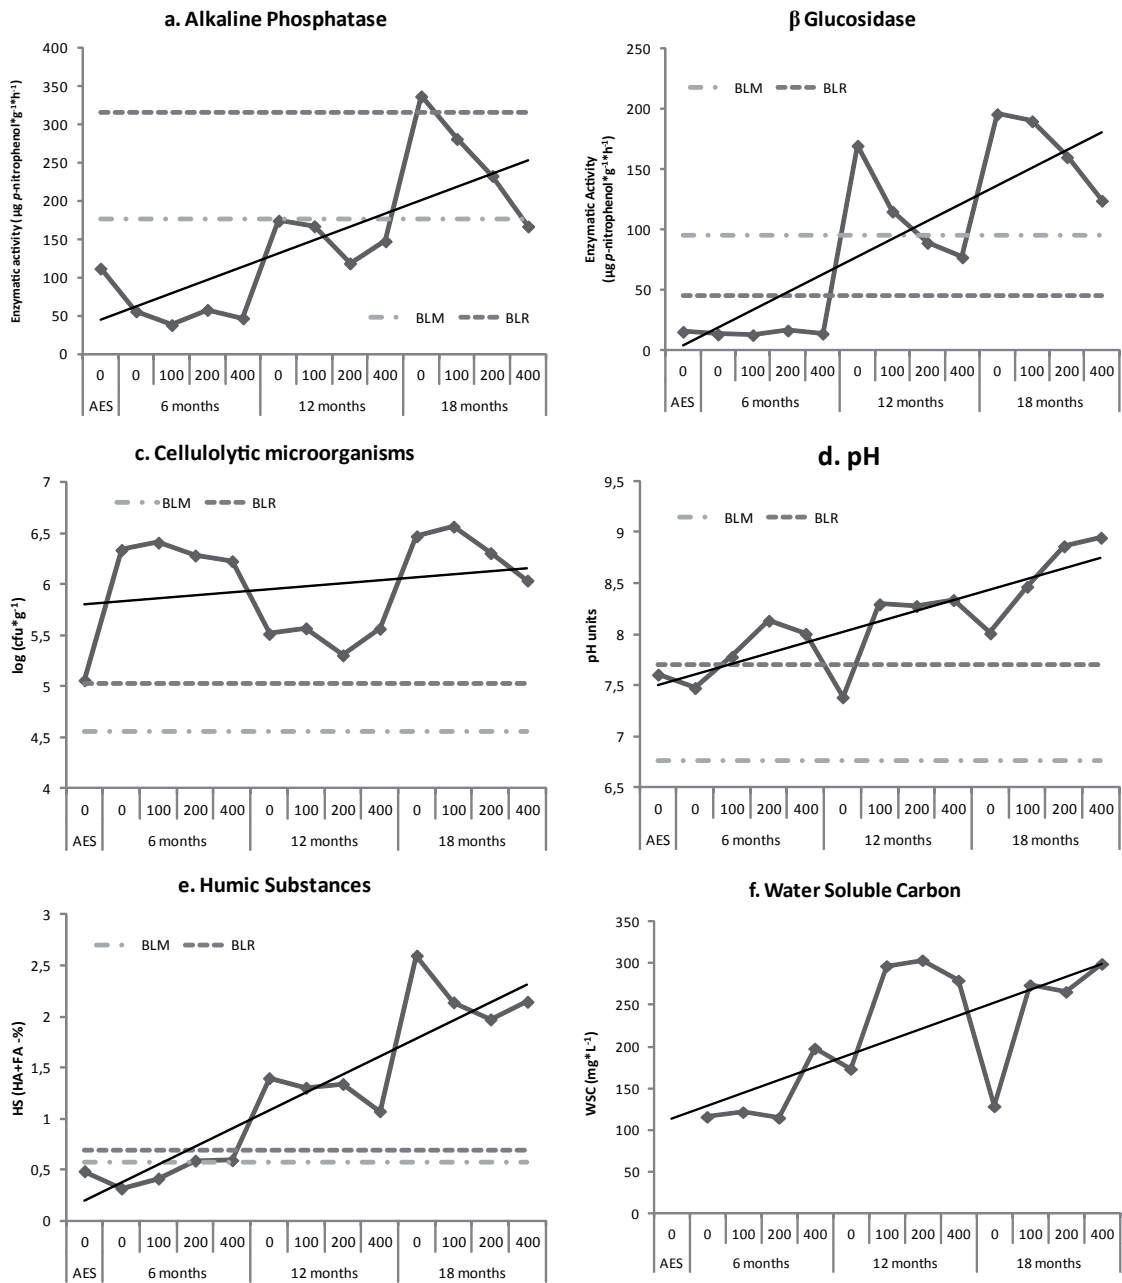 a. Alkaline Phosphatase
Enzymatic activity (µg p-nitrophenol*g⁻¹*h⁻¹)
400
350
300
250
200
150
100
50
0
BLM BLR
0 0 100 200 400 0 100 200 400 0 100 200 400
AES 6 months 12 months 18 months
β Glucosidase
Enzymatic Activity
(µg p-nitrophenol*g⁻¹*h⁻¹)
250
200
150
100
50
0
BLM BLR
0 0 100 200 400 0 100 200 400 0 100 200 400
AES 6 months 12 months 18 months
c. Cellulolytic microorganisms
log (cfu*g⁻¹)
7
6,5
6
5,5
5
4,5
4
BLM BLR
0 0 100 200 400 0 100 200 400 0 100 200 400
AES 6 months 12 months 18 months
d. pH
pH units
9,5
9
8,5
8
7,5
7
6,5
BLM BLR
0 0 100 200 400 0 100 200 400 0 100 200 400
AES 6 months 12 months 18 months
e. Humic Substances
HS (HA+FA -%)
3
2,5
2
1,5
1
0,5
0
BLM BLR
0 0 100 200 400 0 100 200 400 0 100 200 400
AES 6 months 12 months 18 months
f. Water Soluble Carbon
WSC (mg*L⁻¹)
350
300
250
200
150
100
50
0
0 0 100 200 400 0 100 200 400 0 100 200 400
AES 6 months 12 months 18 months